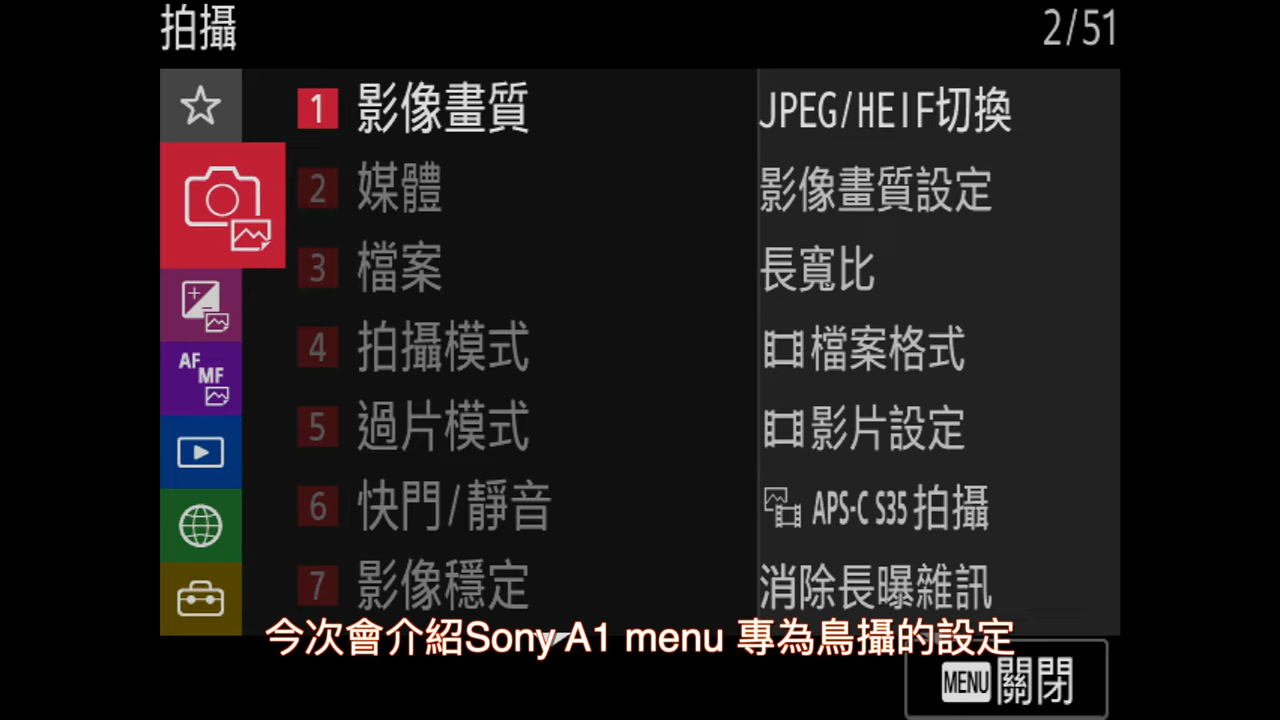 拍攝
2/51
1 影像畫質
2 媒體
3 檔案
4 拍攝模式
5 過片模式
6 快門/靜音
7 影像穩定
AF
MF
JPEG/HEIF切換
影像畫質設定
長寬比
檔案格式
影片設定
APS-C S35拍攝
消除長曝雜訊
今次會介紹Sony A1 menu 專為鳥攝的設定
MENU關閉